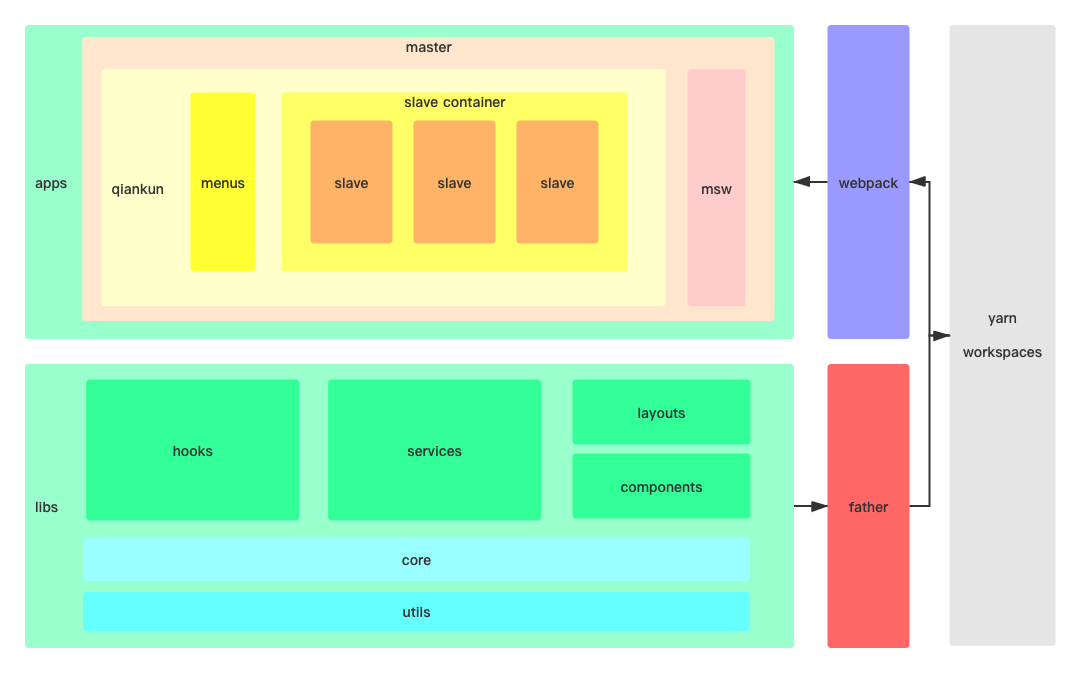 master
slave container
apps
qiankun
menus
slave
slave
slave
msw
webpack
yarn
workspaces
hooks
services
layouts
components
libs
father
core
utils